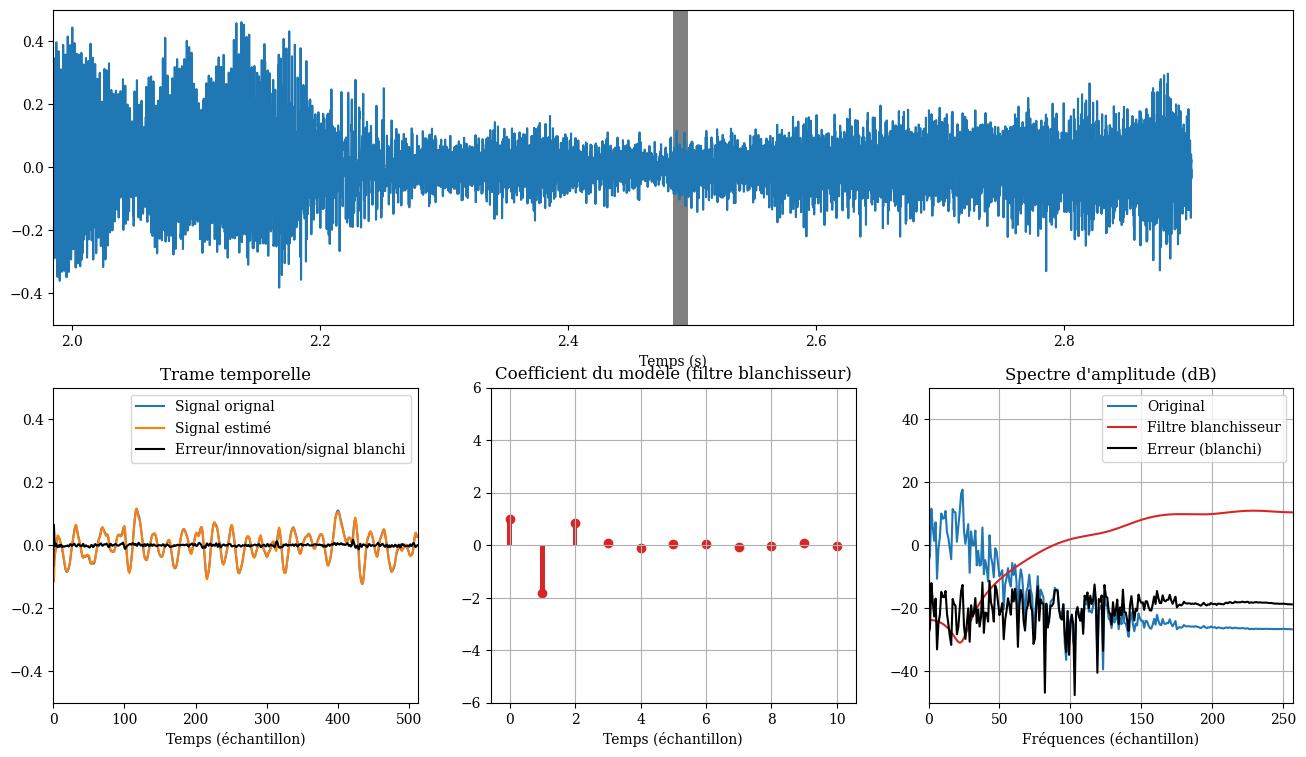 0.4
0.2
0.0
−0.2
−0.4
2.0 2.2 2.4 2.6 2.8
Temps (s)
Trame temporelle
Signal orignal
Signal estimé
Erreur/innovation/signal blanchi
0.4
0.2
0.0
−0.2
−0.4
0 100 200 300 400 500
Temps (échantillon)
Coefficient du modèle (filtre blanchisseur)
6
4
2
0
−2
−4
−6
0 2 4 6 8 10
Temps (échantillon)
Spectre d'amplitude (dB)
Original
Filtre blanchisseur
Erreur (blanchi)
40
20
0
−20
−40
0 50 100 150 200 250
Fréquences (échantillon)